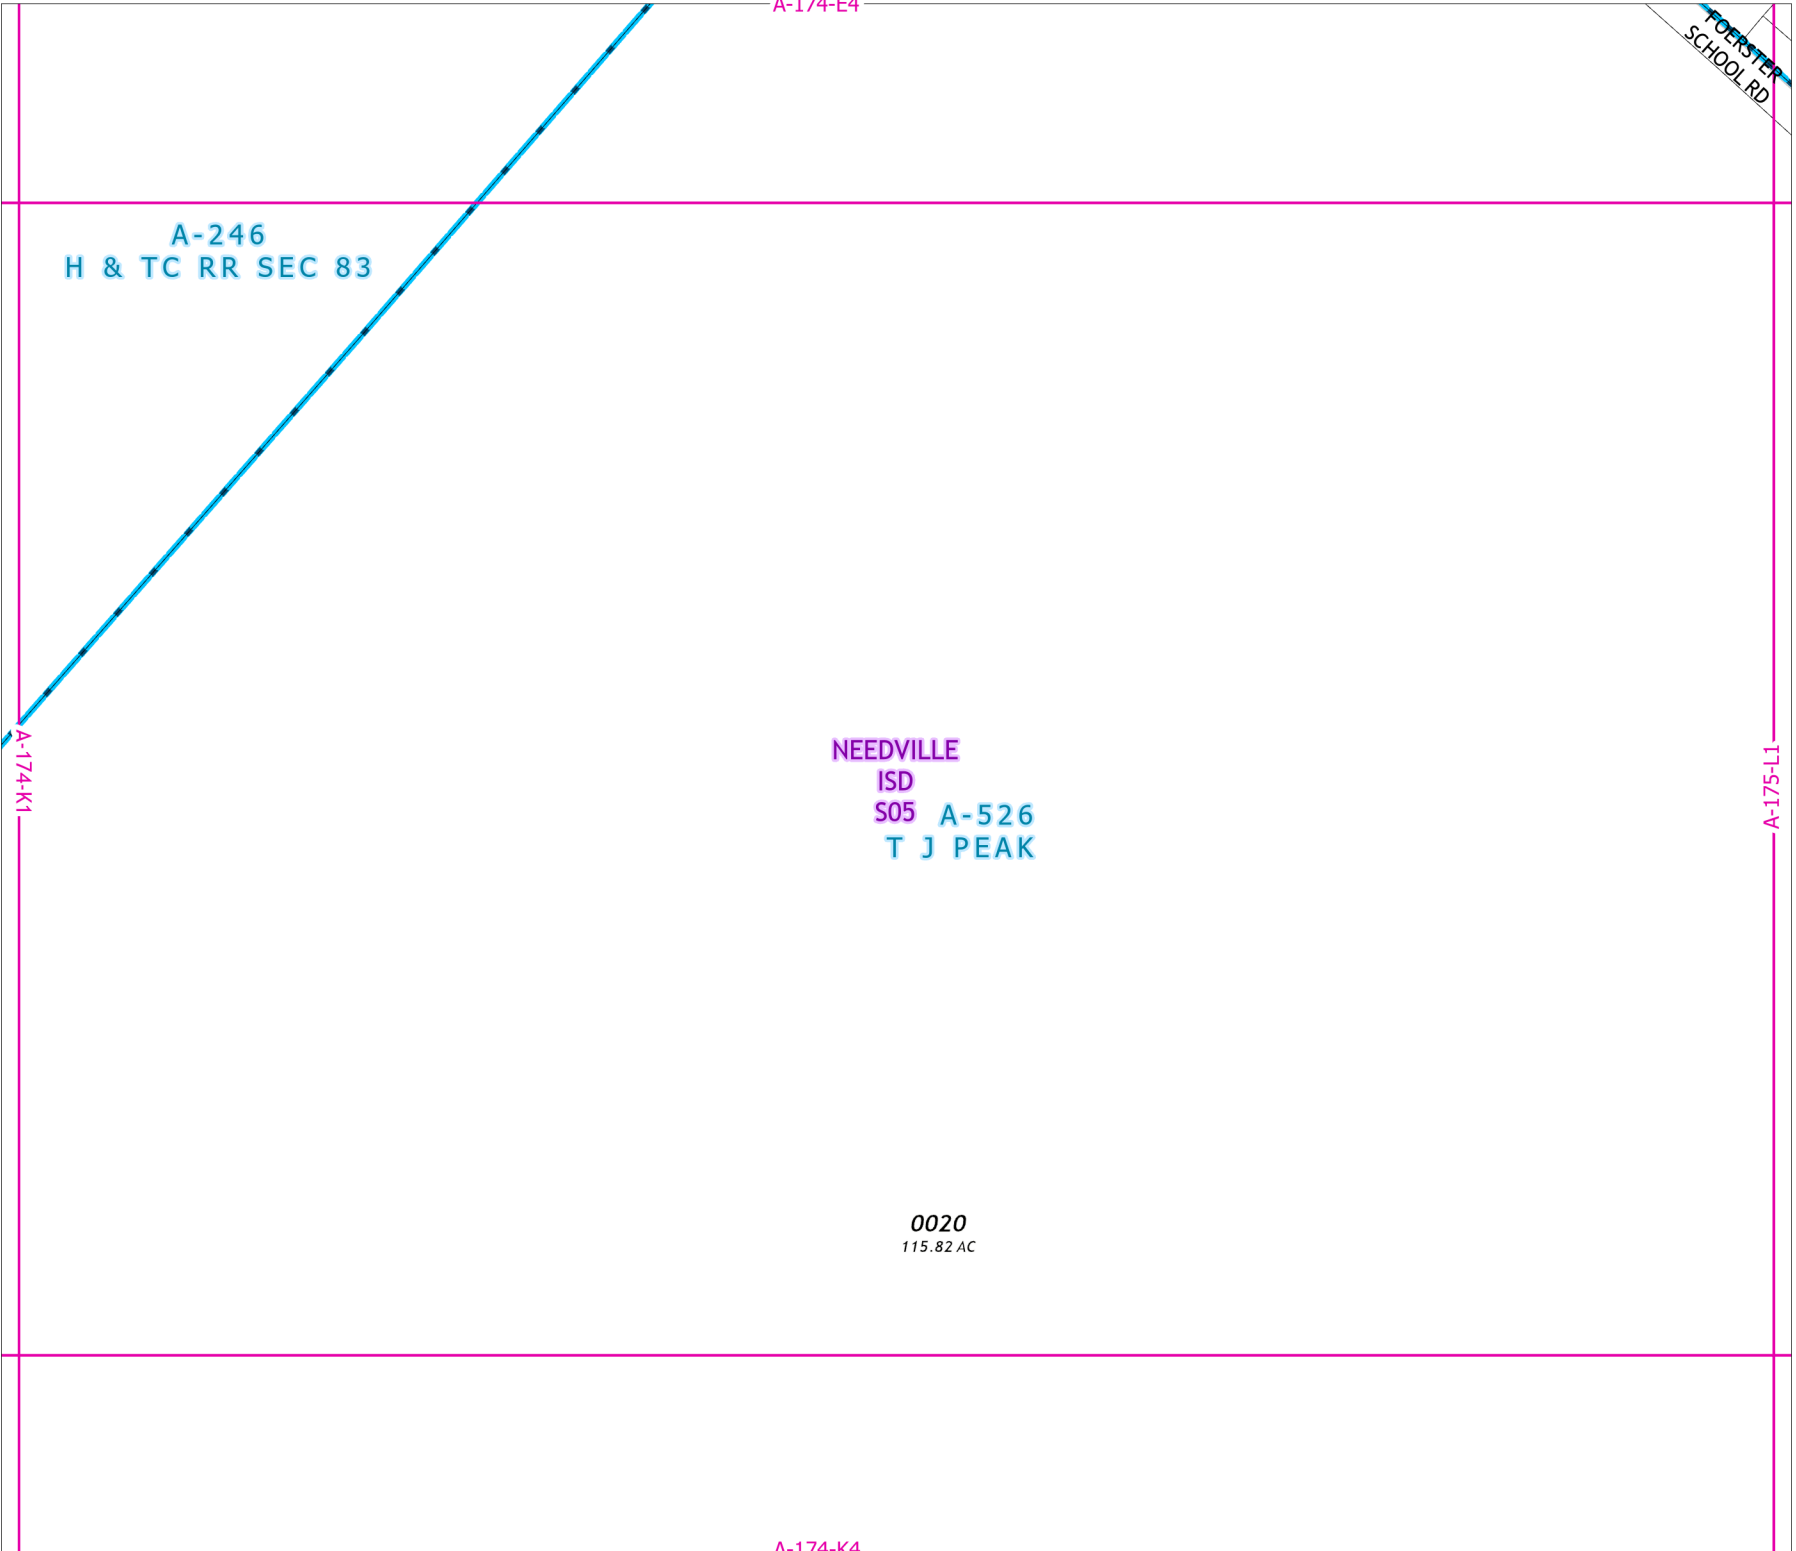 A-174-E4
FOERSTER
SCHOOL RD
A-246
H & TC RR SEC 83
A-174-K1
NEEDVILLE
ISD
S05
A-526
T J PEAK
A-175-L1
0020
115.82 AC
A-174-K4